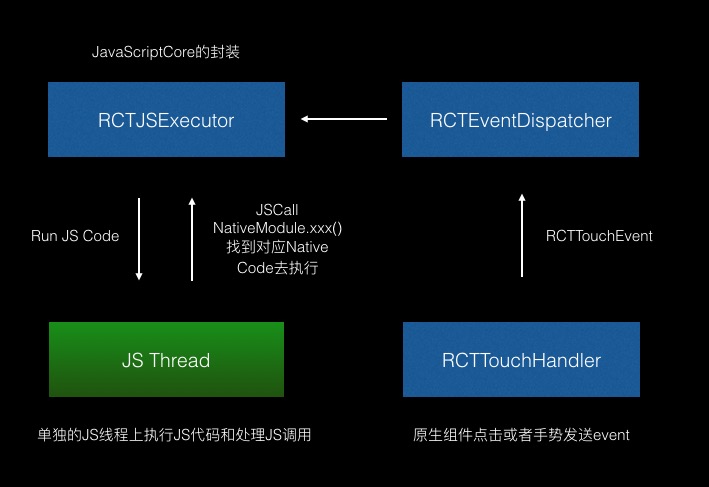 JavaScriptCore的封装
RCTJSExecutor
RCTEventDispatcher
Run JS Code
JSCall
NativeModule.xxx()
找到对应Native
Code去执行
RCTTouchEvent
JS Thread
RCTTouchHandler
单独的JS线程上执行JS代码和处理JS调用
原生组件点击或者手势发送event